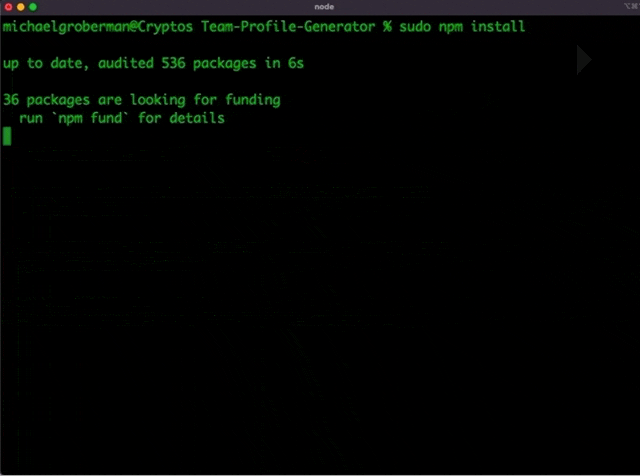 node
michaelgroberman@Cryptos Team-Profile-Generator % sudo npm install
up to date, audited 536 packages in 6s
36 packages are looking for funding
run `npm fund` for details